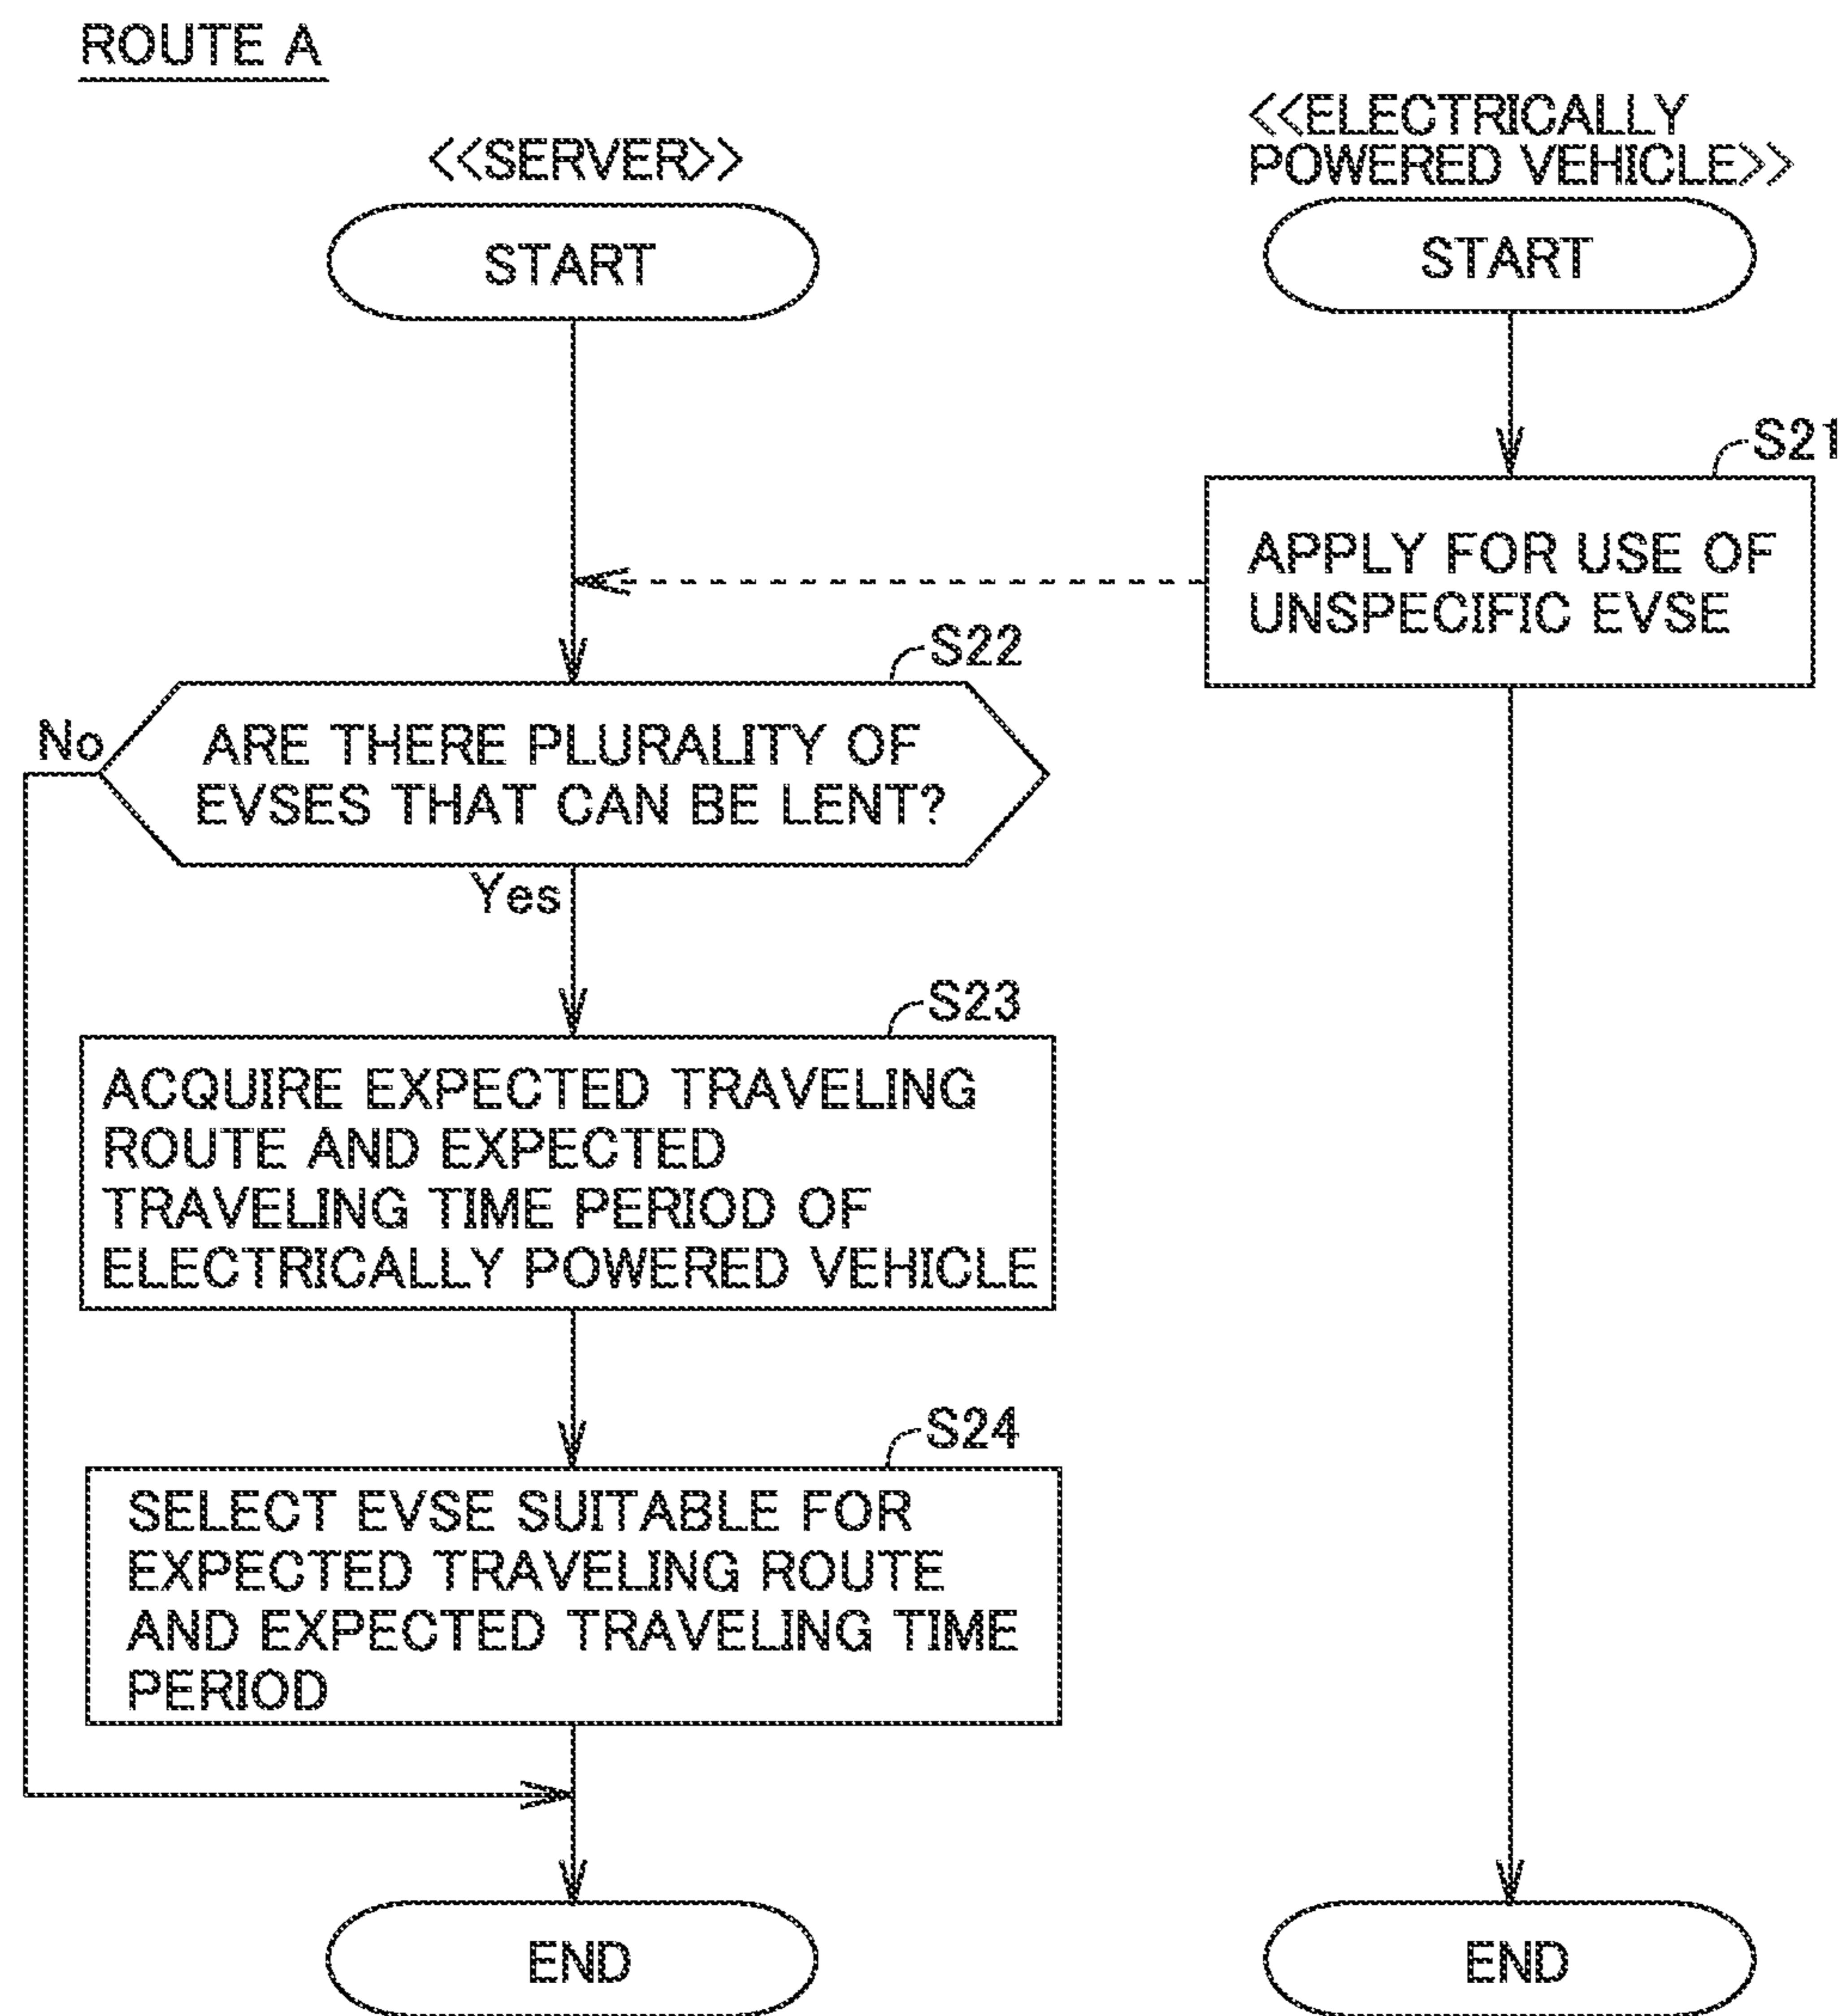 ROUTE A
<<SERVER>>
<<ELECTRICALLY
POWERED VEHICLE>>
START
START
S21
APPLY FOR USE OF
UNSPECIFIC EVSE
S22
No
ARE THERE PLURALITY OF
EVSES THAT CAN BE LENT?
Yes
S23
ACQUIRE EXPECTED TRAVELING
ROUTE AND EXPECTED
TRAVELING TIME PERIOD OF
ELECTRICALLY POWERED VEHICLE
S24
SELECT EVSE SUITABLE FOR
EXPECTED TRAVELING ROUTE
AND EXPECTED TRAVELING TIME
PERIOD
END
END